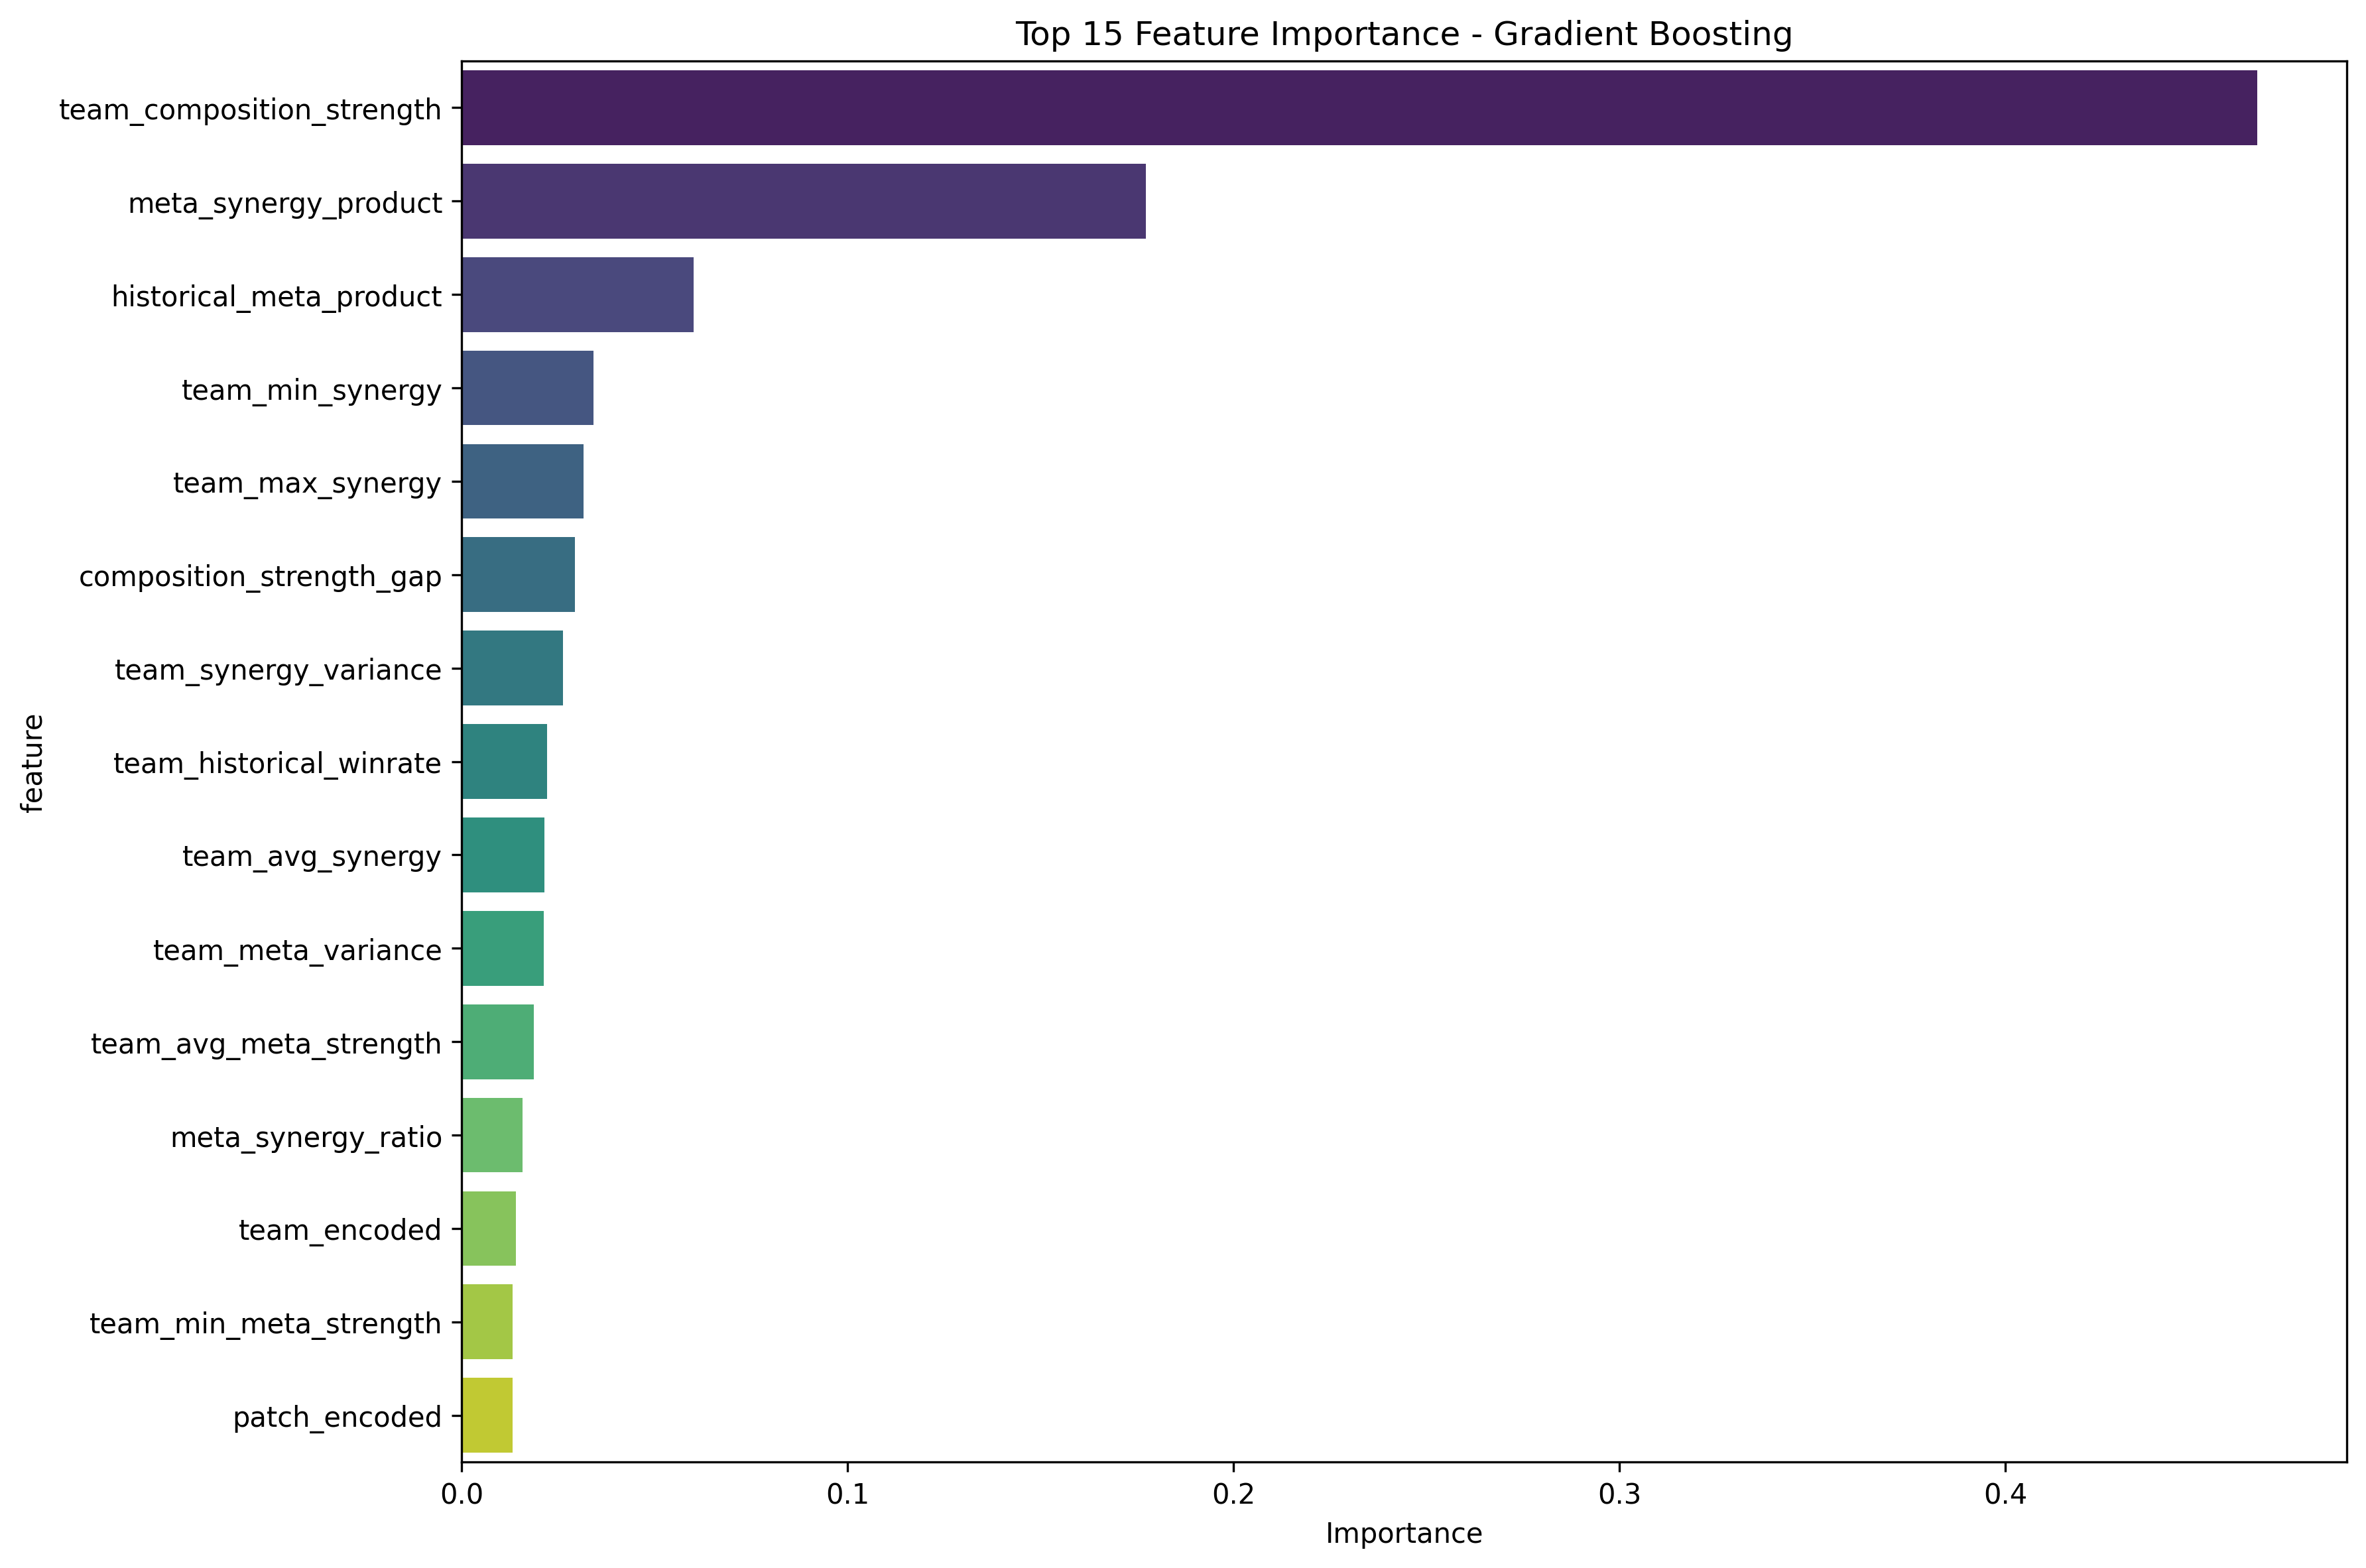 Top 15 Feature Importance - Gradient Boosting
team_composition_strength
meta_synergy_product
historical_meta_product
team_min_synergy
team_max_synergy
composition_strength_gap
team_synergy_variance
team_historical_winrate
team_avg_synergy
team_meta_variance
team_avg_meta_strength
meta_synergy_ratio
team_encoded
team_min_meta_strength
patch_encoded
feature
0.0 0.1 0.2 0.3 0.4
Importance